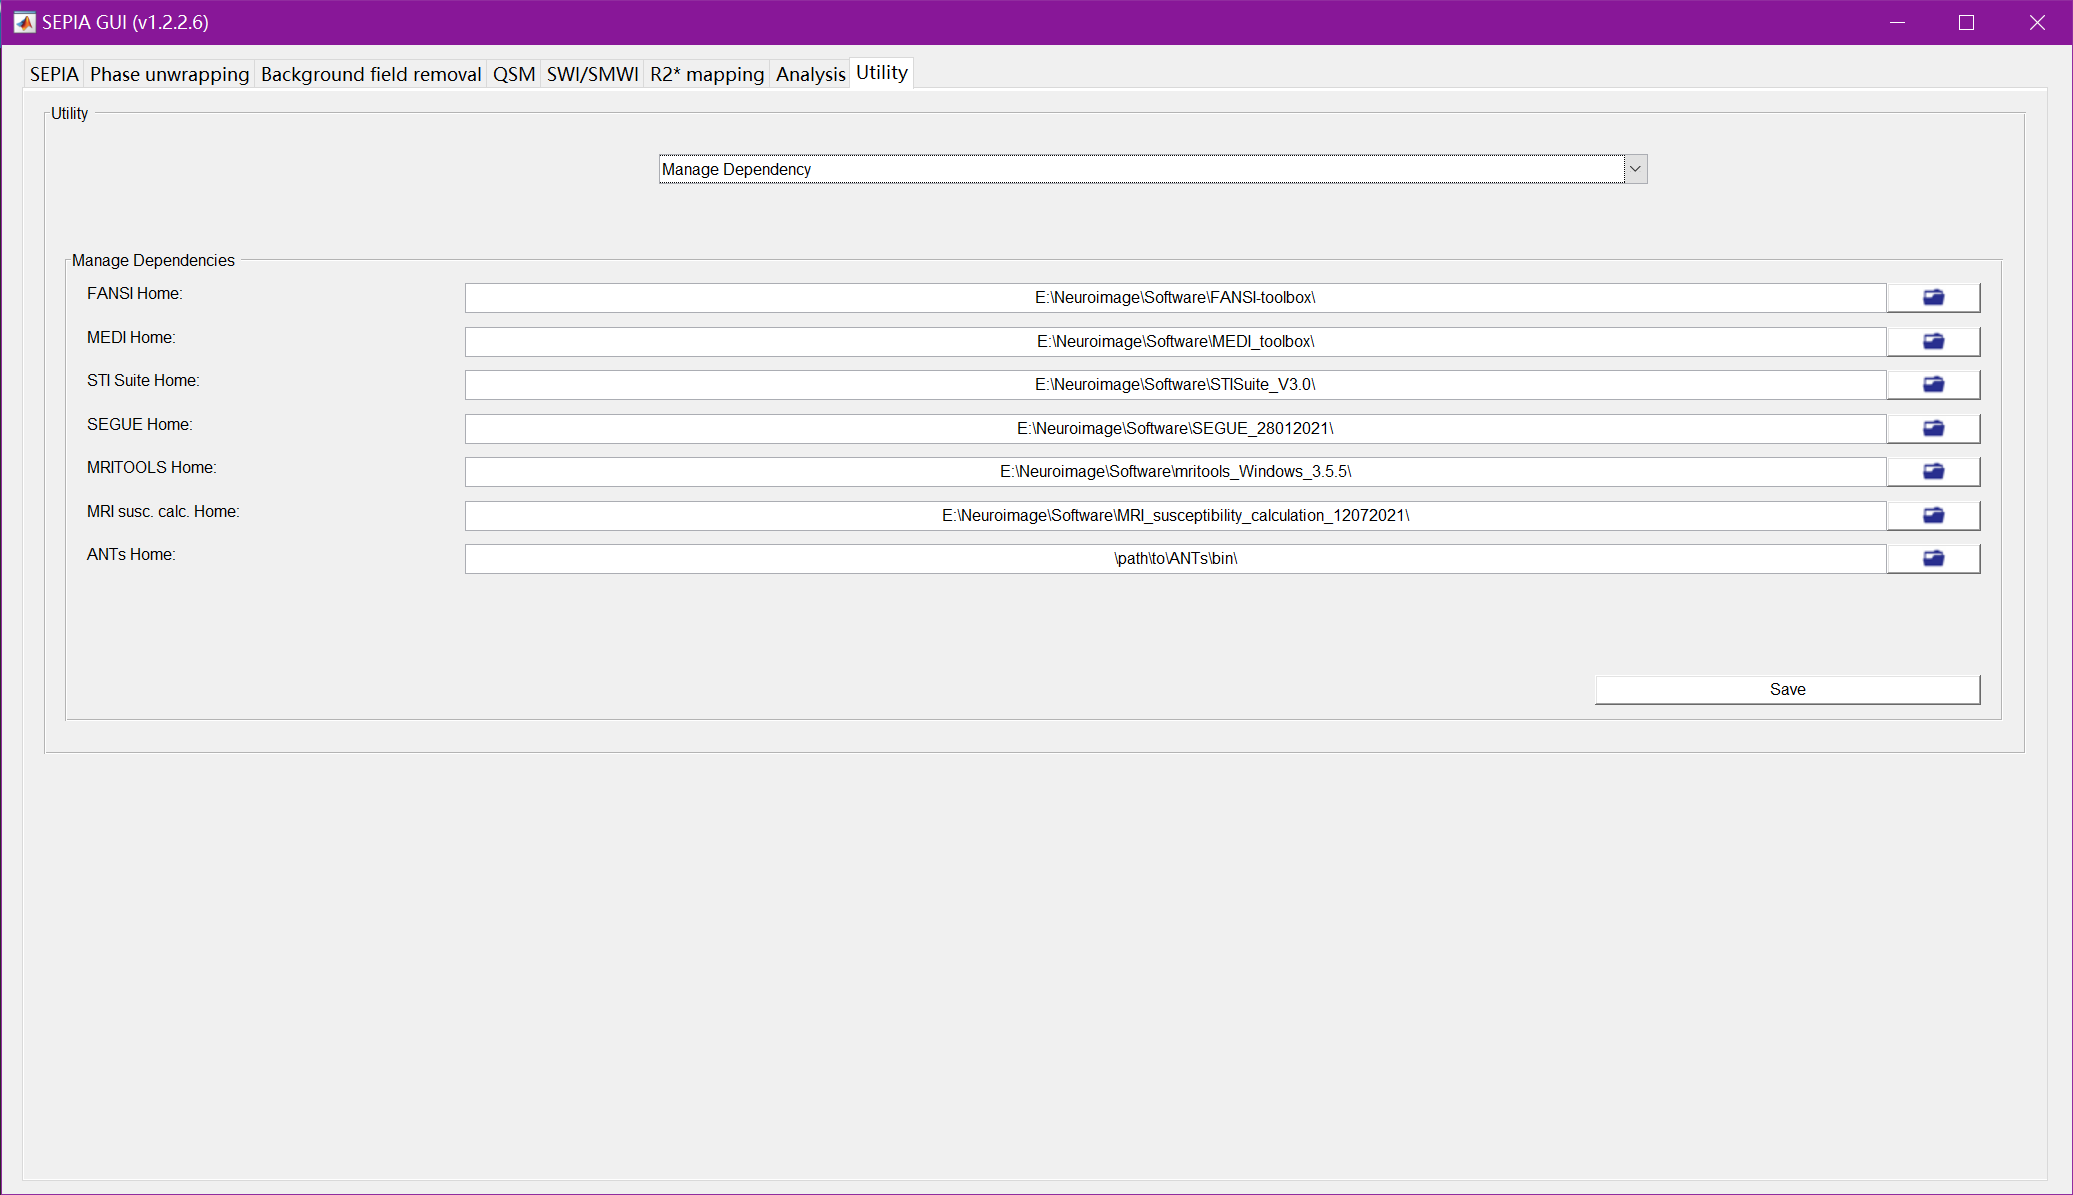 SEPIA GUI (v1.2.2.6)
SEPIA Phase unwrapping Background field removal QSM SWI/SMWI R2* mapping Analysis Utility
Utility
Manage Dependency
Manage Dependencies
FANSI Home: E:\Neuroimage\Software\FANSI-toolbox\
MEDI Home: E:\Neuroimage\Software\MEDI_toolbox\
STI Suite Home: E:\Neuroimage\Software\STISuite_V3.0\
SEGUE Home: E:\Neuroimage\Software\SEGUE_28012021\
MRITOOLS Home: E:\Neuroimage\Software\mritools_Windows_3.5.5\
MRI susc. calc. Home: E:\Neuroimage\Software\MRI_susceptibility_calculation_12072021\
ANTs Home: \path\to\ANTs\bin\
Save